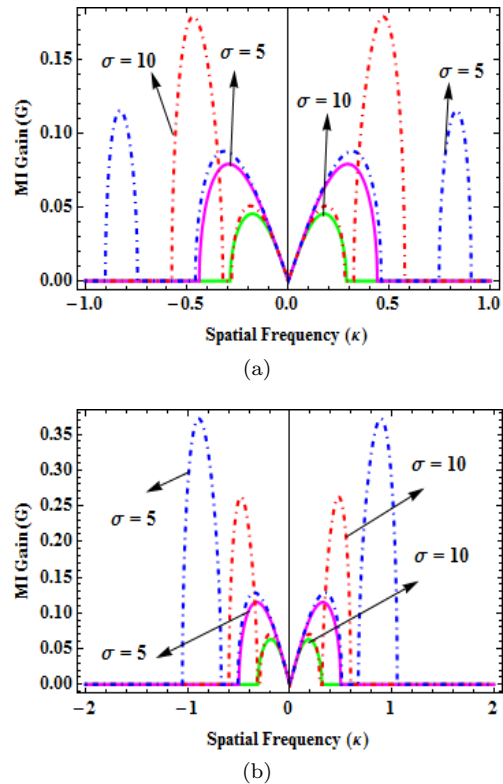 0.15
0.10
0.05
0.00
MI Gain (G)
σ = 10
σ = 5
σ = 10
σ = 5
−1.0
−0.5
0.0
0.5
1.0
Spatial Frequency (κ)
(a)
0.35
0.30
0.25
0.20
0.15
0.10
0.05
0.00
MI Gain (G)
σ = 5
σ = 10
σ = 10
σ = 5
−2
−1
0
1
2
Spatial Frequency (κ)
(b)